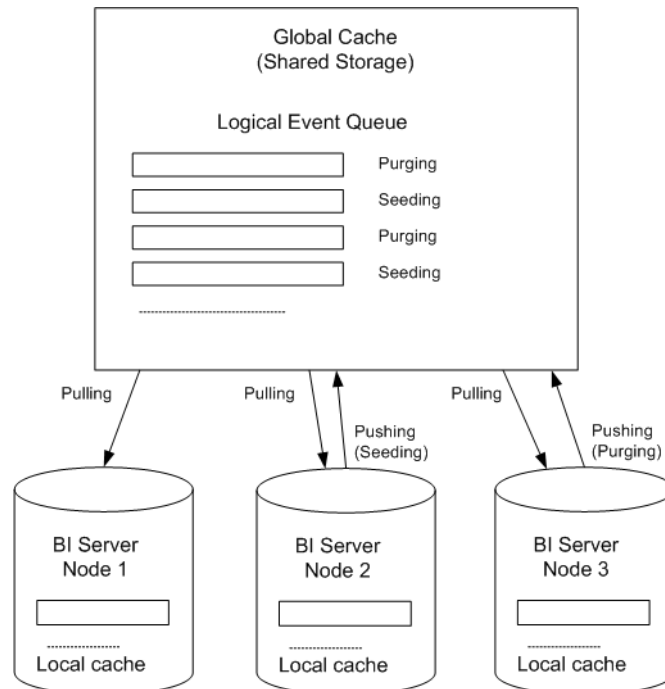 Global Cache
(Shared Storage)
Logical Event Queue
Purging
Seeding
Purging
Seeding
Pulling
Pulling
Pushing
(Seeding)
Pulling
Pushing
(Purging)
BI Server
Node 1
Local cache
BI Server
Node 2
Local cache
BI Server
Node 3
Local cache